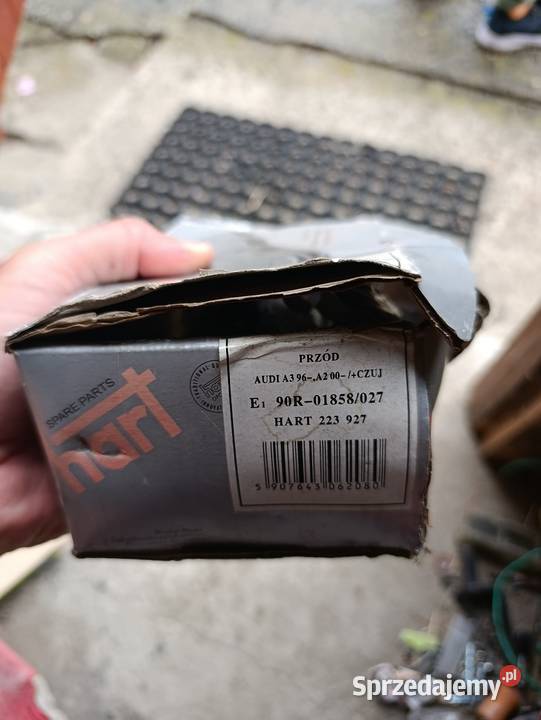 PRZÓD
AUDI A3 96-, A2 00- /+CZUJ
E1 90R-01858/027
HART 223 927
5 907643 062080
SPARE PARTS
hart
Sprzedajemy.pl